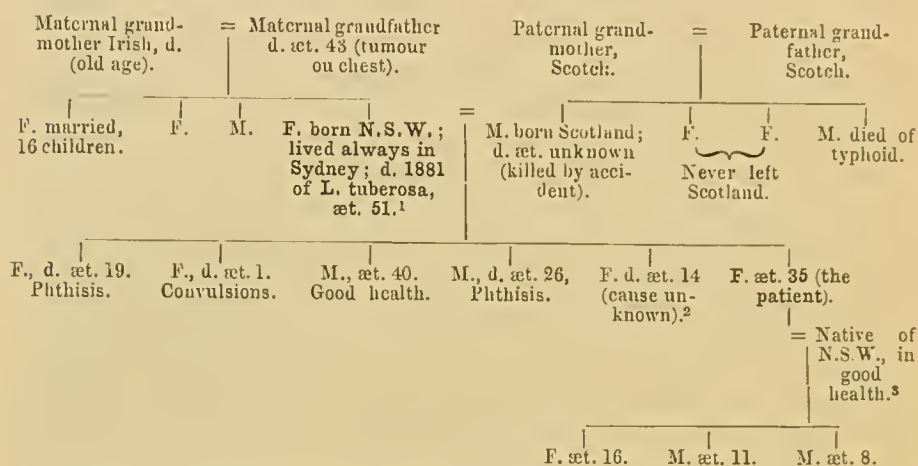 Maternal grand-
mother Irish, d.
(old age).
=
Maternal grandfather
d. æt. 43 (tumour
ou chest).
Paternal grand-
mother,
Scotch.
=
Paternal grand-
father,
Scotch.
F. married,
16 children.
F.
M.
F. born N.S.W.;
lived always in
Sydney; d. 1881
of L. tuberosa,
æt. 51.¹
=
M. born Scotland;
d. æt. unknown
(killed by acci-
dent).
F.
F.
Never left
Scotland.
M. died of
typhoid.
F., d. æt. 19.
Phthisis.
F., d. æt. 1.
Convulsions.
M., æt. 40.
Good health.
M., d. æt. 26,
Phthisis.
F. d. æt. 14
(cause un-
known).²
F. æt. 35 (the
patient).
= Native of
N.S.W., in
good
health.³
F. æt. 16.
M. æt. 11.
M. æt. 8.